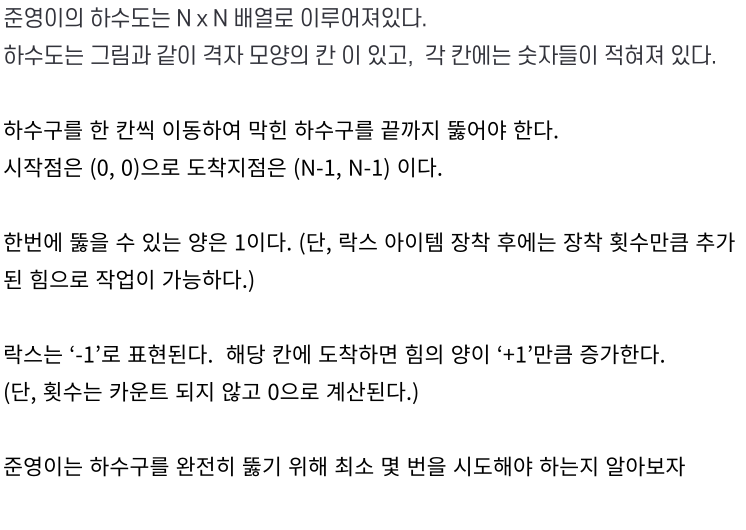 준영이의 하수도는 N x N 배열로 이루어져있다.
하수도는 그림과 같이 격자 모양의 칸 이 있고,  각 칸에는 숫자들이 적혀져 있다.
하수구를 한 칸씩 이동하여 막힌 하수구를 끝까지 뚫어야 한다.
시작점은 (0, 0)으로 도착지점은 (N-1, N-1) 이다.
한번에 뚫을 수 있는 양은 1이다. (단, 락스 아이템 장착 후에는 장착 횟수만큼 추가
된 힘으로 작업이 가능하다.)
락스는 ‘-1’로 표현된다.  해당 칸에 도착하면 힘의 양이 ‘+1’만큼 증가한다.
(단, 횟수는 카운트 되지 않고 0으로 계산된다.)
준영이는 하수구를 완전히 뚫기 위해 최소 몇 번을 시도해야 하는지 알아보자